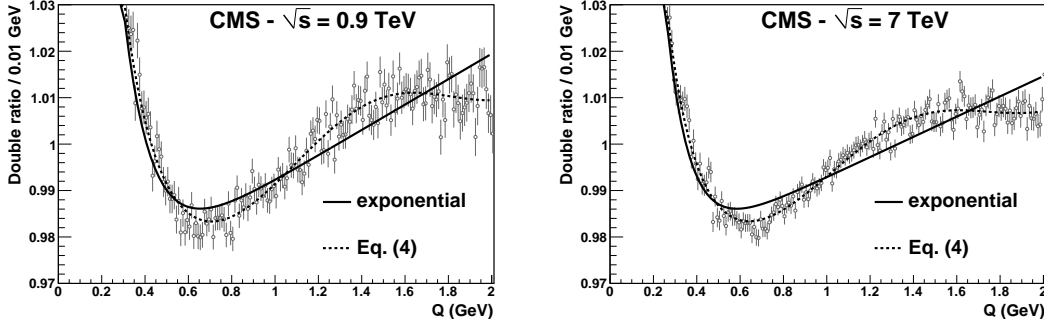 CMS - √s = 0.9 TeV
Double ratio / 0.01 GeV
1.03
1.02
1.01
1
0.99
0.98
0.97
exponential
Eq. (4)
0 0.2 0.4 0.6 0.8 1 1.2 1.4 1.6 1.8 2
Q (GeV)
CMS - √s = 7 TeV
Double ratio / 0.01 GeV
1.03
1.02
1.01
1
0.99
0.98
0.97
exponential
Eq. (4)
0 0.2 0.4 0.6 0.8 1 1.2 1.4 1.6 1.8 2
Q (GeV)